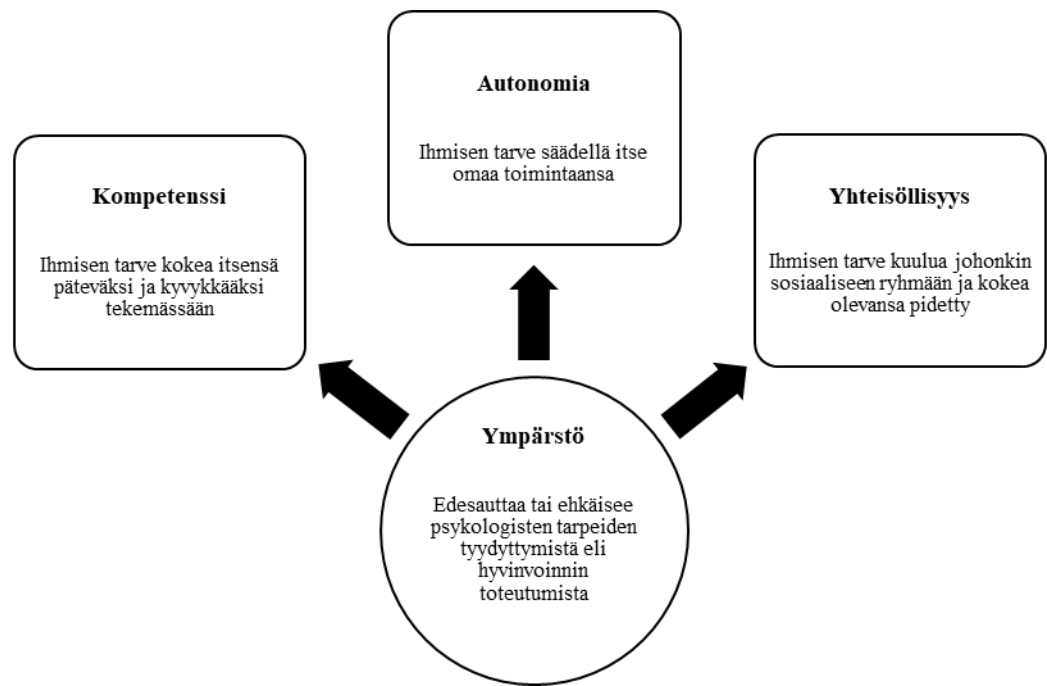 Autonomia
Ihmisen tarve säädellä itse
omaa toimintaansa
Kompetenssi
Ihmisen tarve kokea itsensä
päteväksi ja kyvykkääksi
tekemässään
Yhteisöllisyys
Ihmisen tarve kuulua johonkin
sosiaaliseen ryhmään ja kokea
olevansa pidetty
Ympärstö
Edesauttaa tai ehkäisee
psykologisten tarpeiden
tyydyttymistä eli
hyvinvoinnin
toteutumista